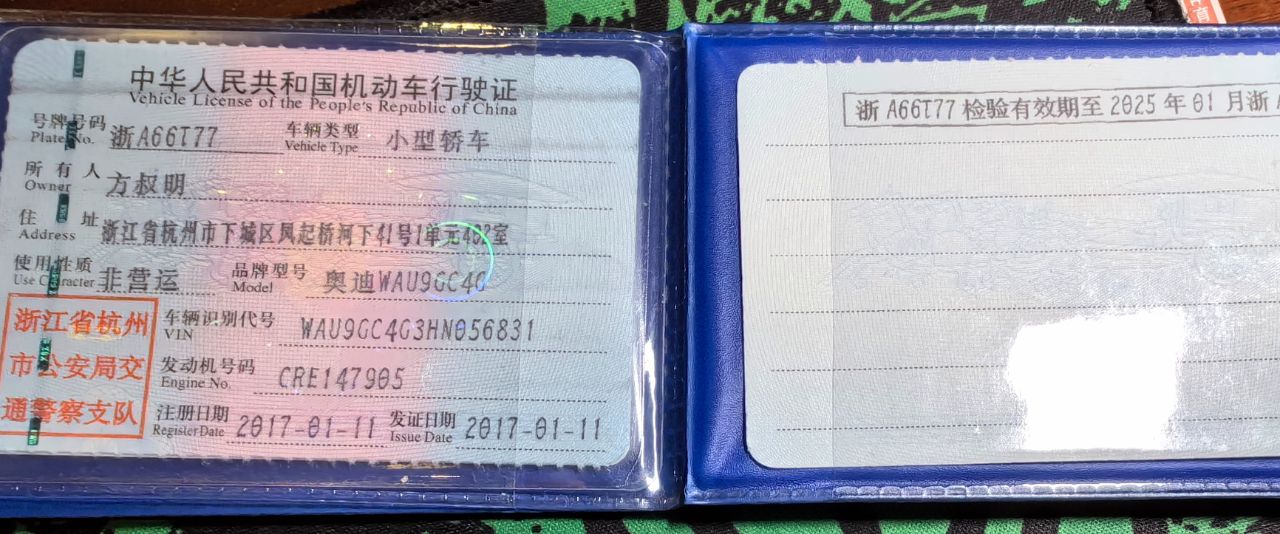 中华人民共和国机动车行驶证
Vehicle License of the People's Republic of China
号牌号码 浙A66T77 车辆类型 小型轿车
Plate No. Vehicle Type
所有人 方叔明
Owner
住址 浙江省杭州市下城区凤起桥河下41号1单元402室
Address
使用性质 非营运 品牌型号 奥迪WAU9GC4G
Use Character Model
浙江省杭州
市公安局交
通警察支队
车辆识别代号 WAU9GC4G3HN056831
VIN
发动机号码 CRE147905
Engine No.
注册日期 2017-01-11 发证日期 2017-01-11
Register Date Issue Date
浙A66T77检验有效期至2025年01月浙A